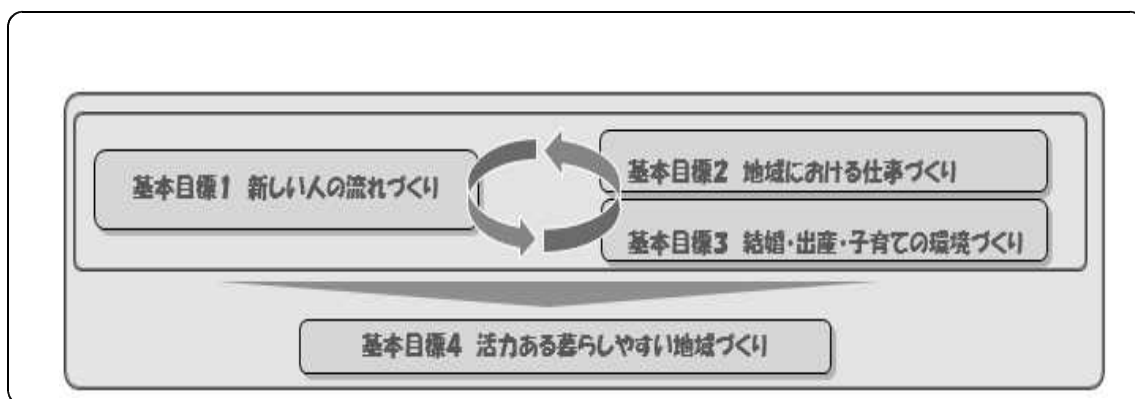 基本目標1 新しい人の流れづくり
基本目標2 地域における仕事づくり
基本目標3 結婚・出産・子育ての環境づくり
基本目標4 活力ある暮らしやすい地域づくり